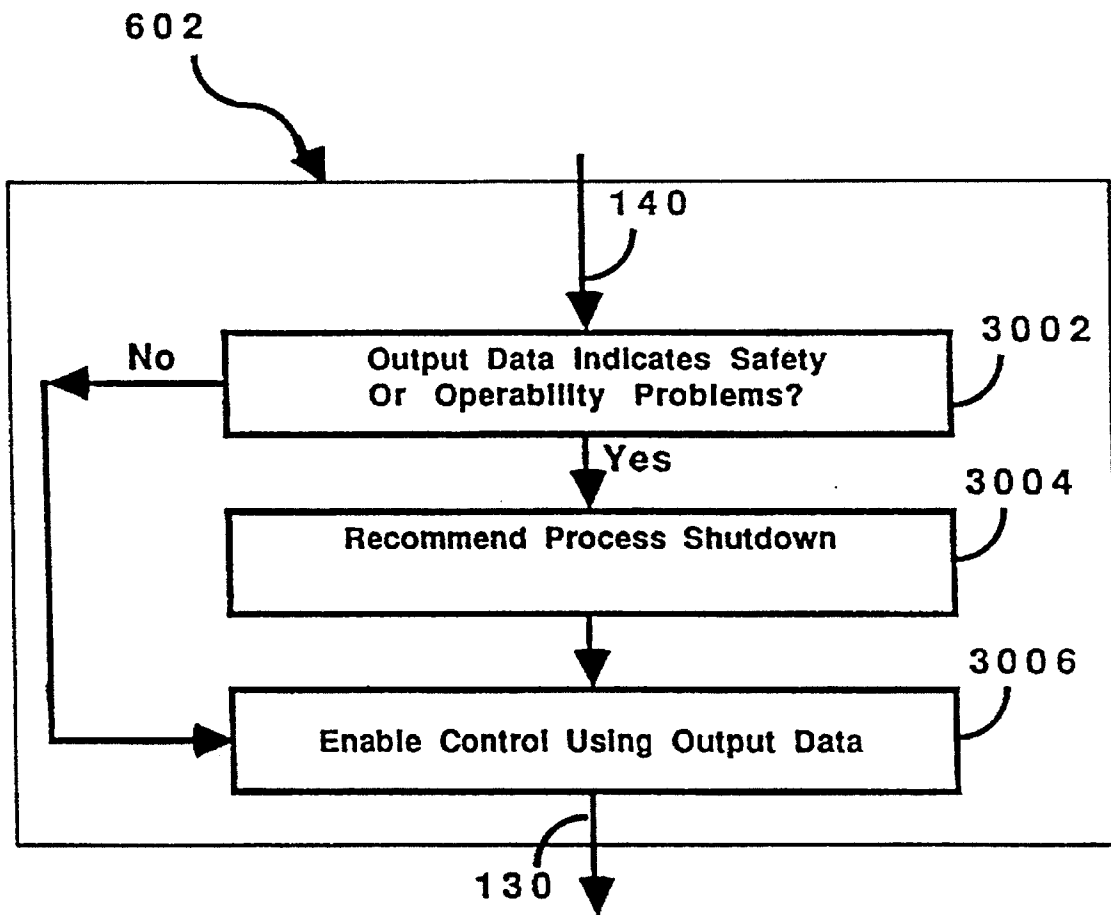 602
140
3002
No
Output Data Indicates Safety
Or Operability Problems?
Yes
3004
Recommend Process Shutdown
3006
Enable Control Using Output Data
130